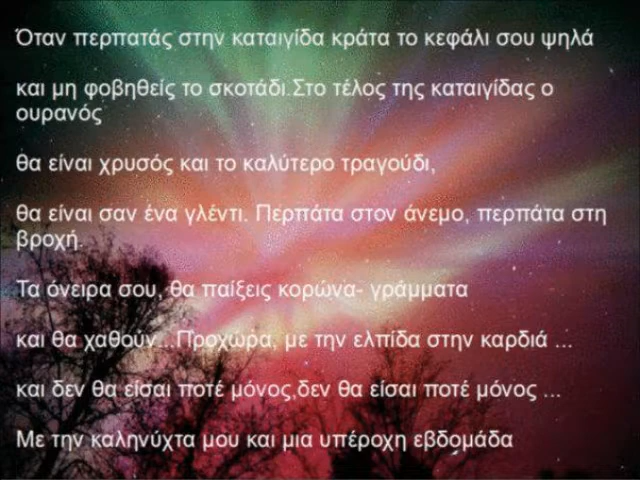 Όταν περπατάς στην καταιγίδα κράτα το κεφάλι σου ψηλά
και μη φοβηθείς το σκοτάδι.Στο τέλος της καταιγίδας ο
ουρανός
θα είναι χρυσός και το καλύτερο τραγούδι,
θα είναι σαν ένα γλέντι. Περπάτα στον άνεμο, περπάτα στη
βροχή.
Τα όνειρα σου, θα παίξεις κορώνα- γράμματα
και θα χαθούν...Προχώρα, με την ελπίδα στην καρδιά ...
και δεν θα είσαι ποτέ μόνος,δεν θα είσαι ποτέ μόνος ...
Με την καληνύχτα μου και μια υπέροχη εβδομάδα